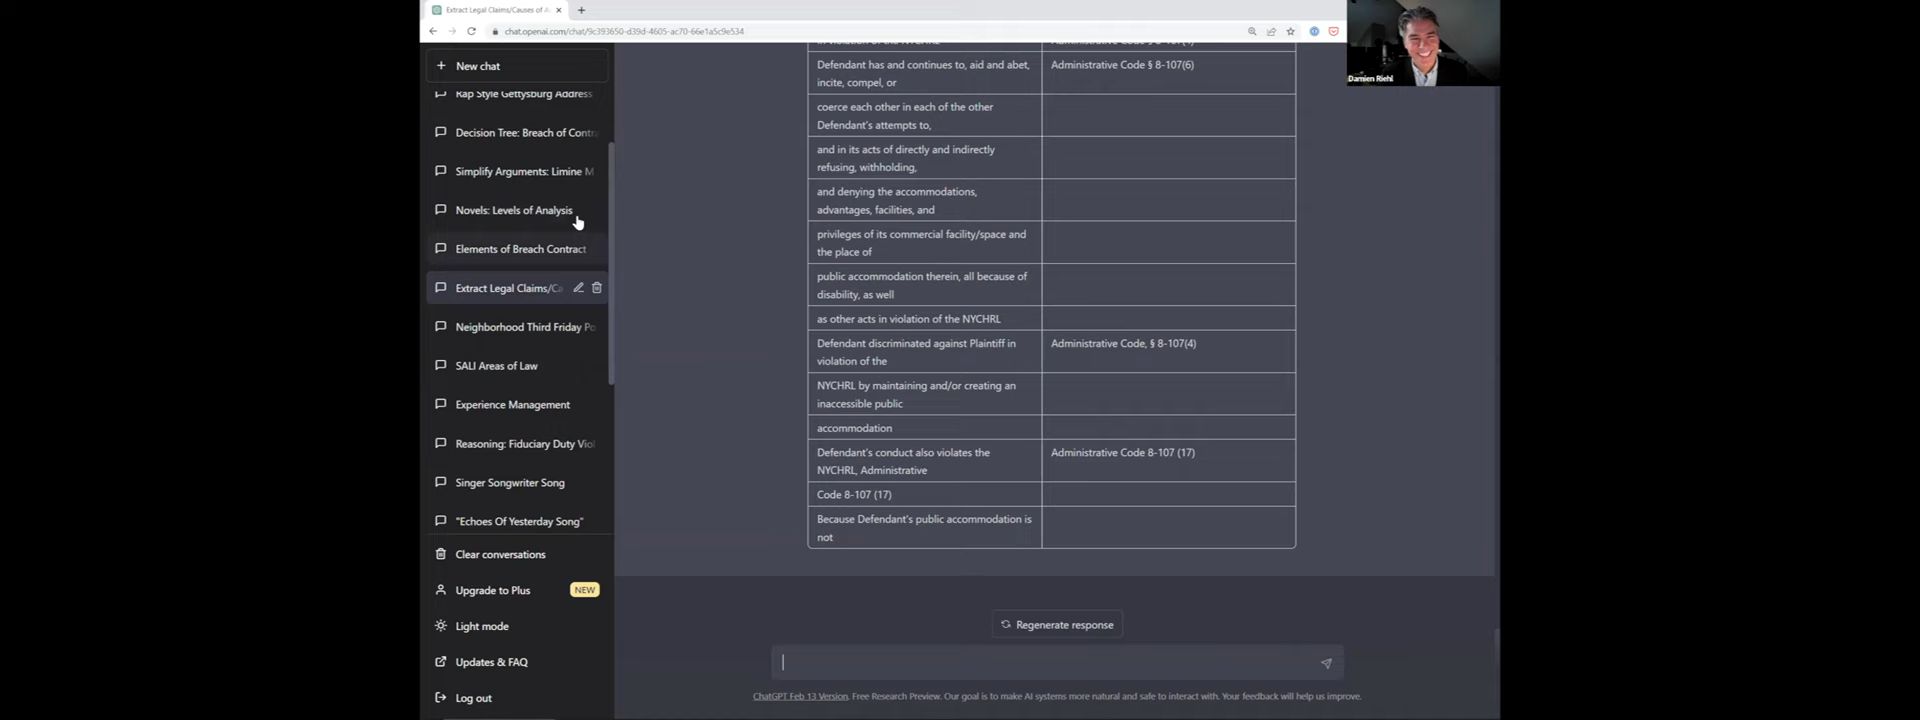 Extract Legal Claims/Causes of A
chat.openai.com/chat/9c393650-d39d-4605-ac70-66e1a5c9e534
Damien Riehl
New chat
Rap Style Gettysburg Address
Decision Tree: Breach of Contra
Simplify Arguments: Limine M
Novels: Levels of Analysis
Elements of Breach Contract
Extract Legal Claims/Ca
Neighborhood Third Friday Po
SALI Areas of Law
Experience Management
Reasoning: Fiduciary Duty Viol
Singer Songwriter Song
"Echoes Of Yesterday Song"
Clear conversations
Upgrade to Plus NEW
Light mode
Updates & FAQ
Log out
Defendant has and continues to, aid and abet, Administrative Code § 8-107(6)
incite, compel, or
coerce each other in each of the other
Defendant's attempts to,
and in its acts of directly and indirectly
refusing, withholding,
and denying the accommodations,
advantages, facilities, and
privileges of its commercial facility/space and
the place of
public accommodation therein, all because of
disability, as well
as other acts in violation of the NYCHRL
Defendant discriminated against Plaintiff in Administrative Code, § 8-107(4)
violation of the
NYCHRL by maintaining and/or creating an
inaccessible public
accommodation
Defendant's conduct also violates the Administrative Code 8-107 (17)
NYCHRL, Administrative
Code 8-107 (17)
Because Defendant's public accommodation is
not
Regenerate response
ChatGPT Feb 13 Version. Free Research Preview. Our goal is to make AI systems more natural and safe to interact with. Your feedback will help us improve.